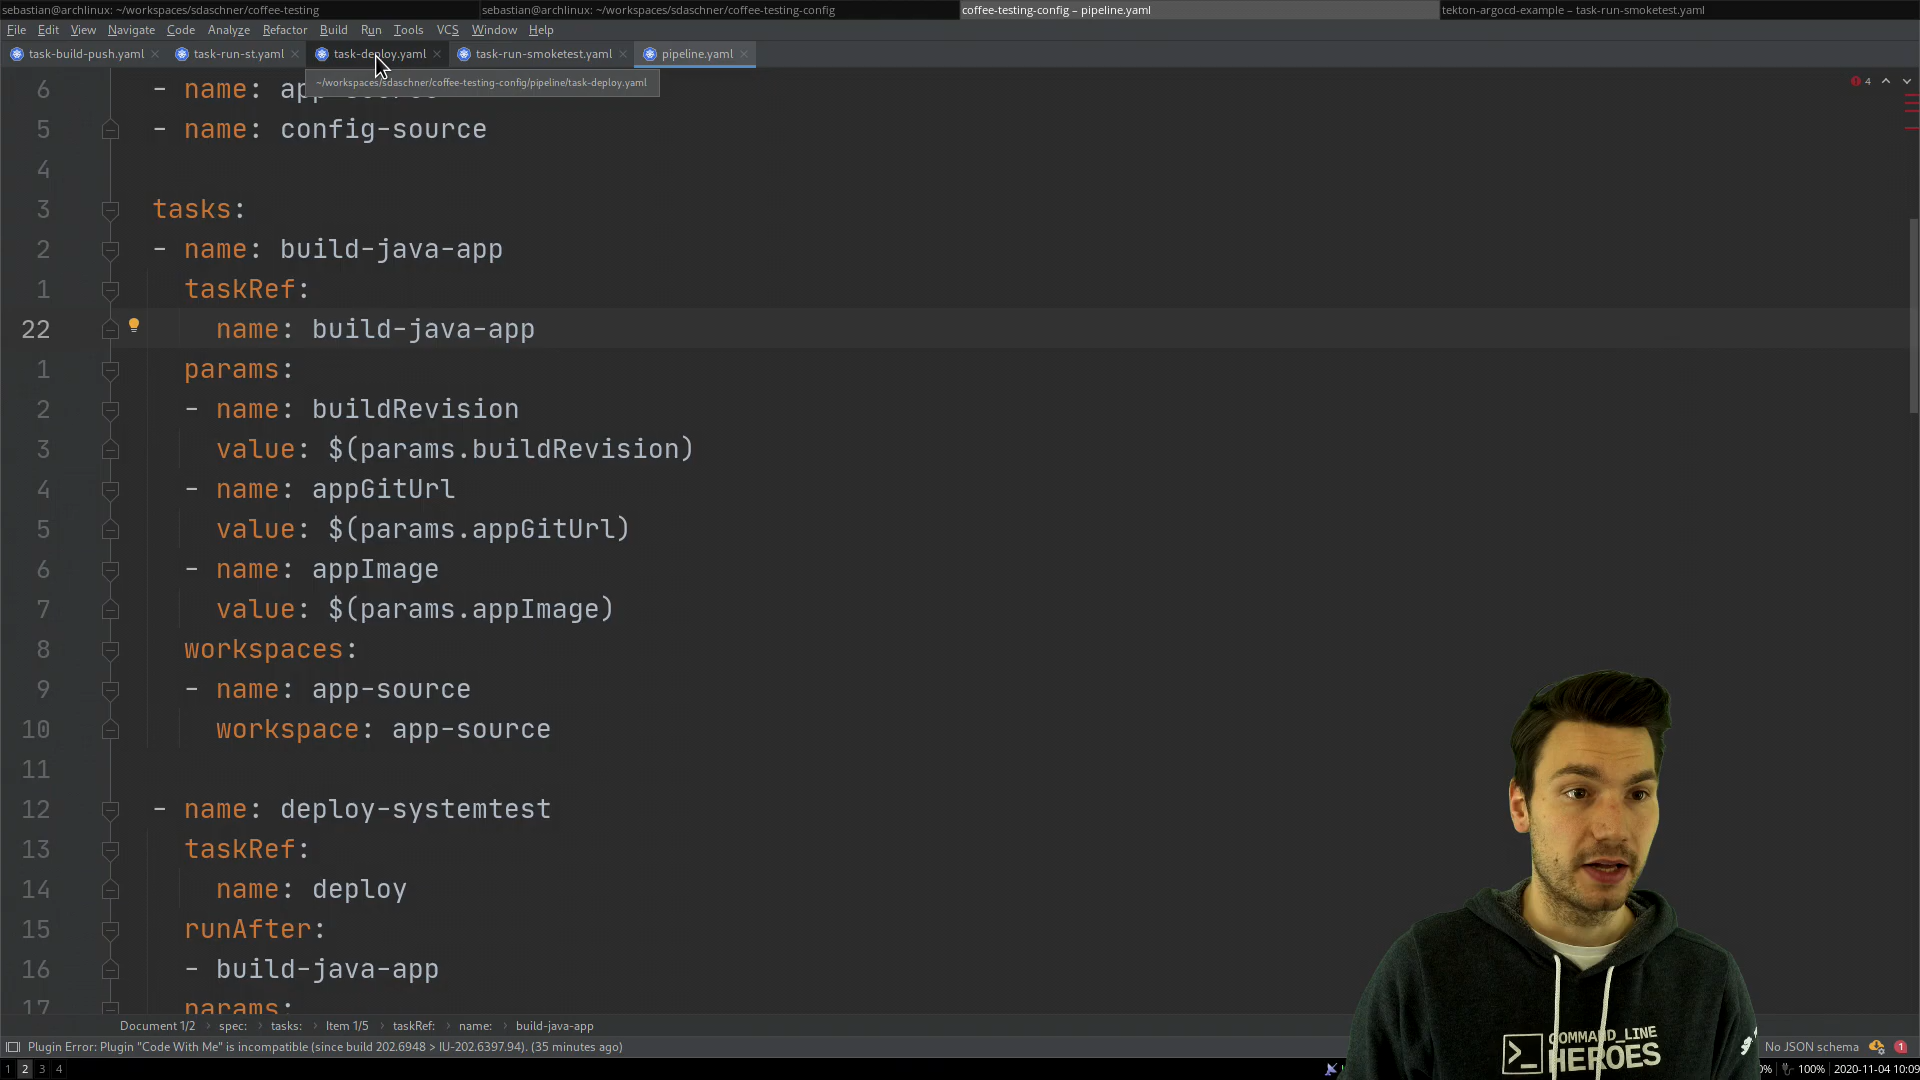 sebastian@archlinux: ~/workspaces/sdaschner/coffee-testing
sebastian@archlinux: ~/workspaces/sdaschner/coffee-testing-config
coffee-testing-config – pipeline.yaml
tekton-argocd-example – task-run-smoketest.yaml
File Edit View Navigate Code Analyze Refactor Build Run Tools VCS Window Help
task-build-push.yaml task-run-st.yaml task-deploy.yaml task-run-smoketest.yaml pipeline.yaml
~/workspaces/sdaschner/coffee-testing-config/pipeline/task-deploy.yaml
4
6 - name:
5 - name: config-source
4
3 tasks:
2 - name: build-java-app
1 taskRef:
22 name: build-java-app
1 params:
2 - name: buildRevision
3 value: $(params.buildRevision)
4 - name: appGitUrl
5 value: $(params.appGitUrl)
6 - name: appImage
7 value: $(params.appImage)
8 workspaces:
9 - name: app-source
10 workspace: app-source
11
12 - name: deploy-systemtest
13 taskRef:
14 name: deploy
15 runAfter:
16 - build-java-app
17 params:
Document 1/2 › spec: › tasks: › Item 1/5 › taskRef: › name: › build-java-app
Plugin Error: Plugin "Code With Me" is incompatible (since build 202.6948 > IU-202.6397.94). (35 minutes ago)
No JSON schema 1
1 2 3 4
0% 100% 2020-11-04 10:09
COMMAND_LINE
HEROES